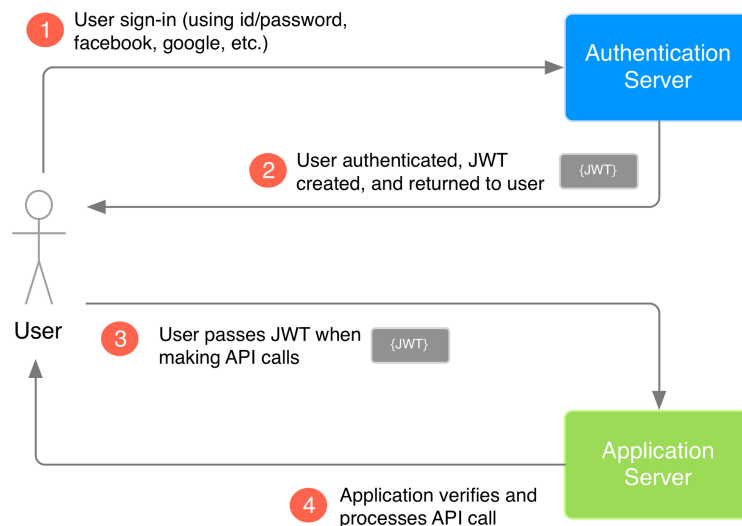 1
User sign-in (using id/password,
facebook, google, etc.)
Authentication
Server
2
User authenticated, JWT
created, and returned to user
{JWT}
User
3
User passes JWT when
making API calls
{JWT}
Application
Server
4
Application verifies and
processes API call